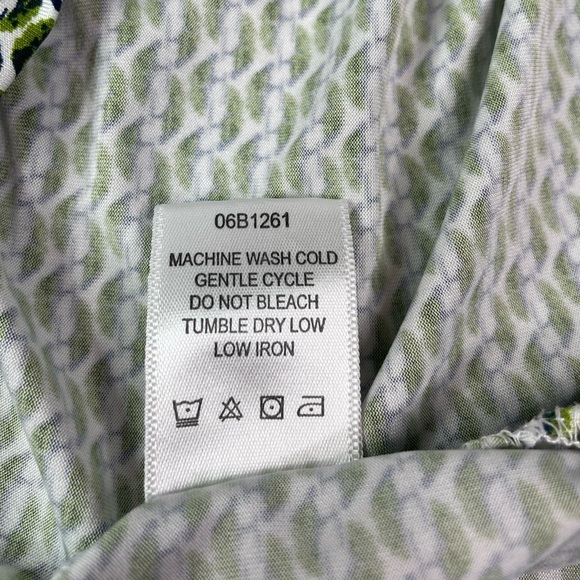 06B1261
MACHINE WASH COLD
GENTLE CYCLE
DO NOT BLEACH
TUMBLE DRY LOW
LOW IRON